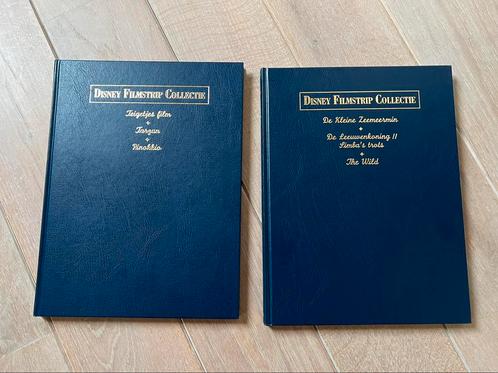 DISNEY FILMSTRIP COLLECTIE
Teigetjes film
+
Tarzan
+
Pinokkio
DISNEY FILMSTRIP COLLECTIE
De Kleine Zeemeermin
+
De Leeuwenkoning II
Simba's trots
+
The Wild